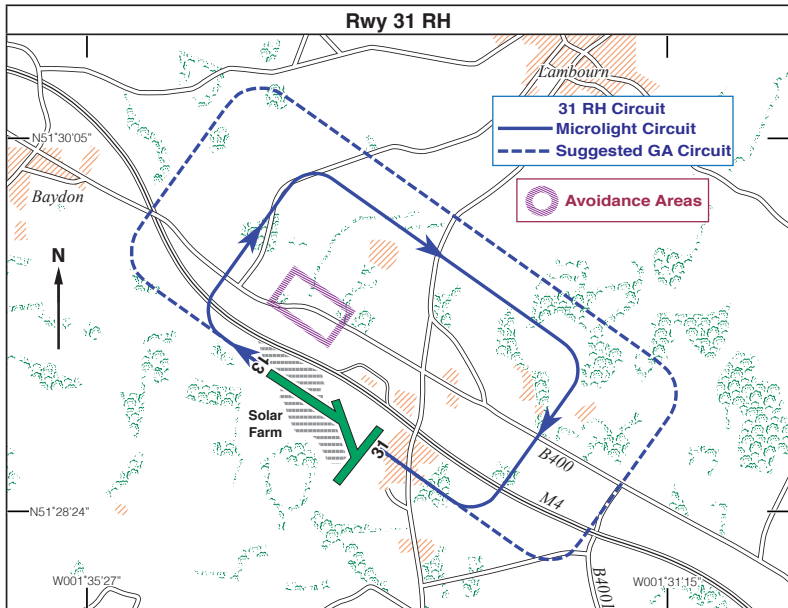 Rwy 31 RH
Lambourn
31 RH Circuit
Microlight Circuit
Suggested GA Circuit
N51°30'05"
Baydon
Avoidance Areas
N
13
Solar
Farm
31
B400
M4
N51°28'24"
W001°35'27"
B4001
W001°31'15"